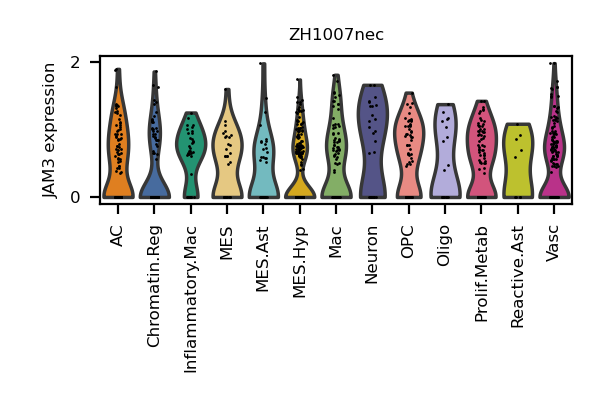 ZH1007nec
JAM3 expression
2
0
AC
Chromatin.Reg
Inflammatory.Mac
MES
MES.Ast
MES.Hyp
Mac
Neuron
OPC
Oligo
Prolif.Metab
Reactive.Ast
Vasc